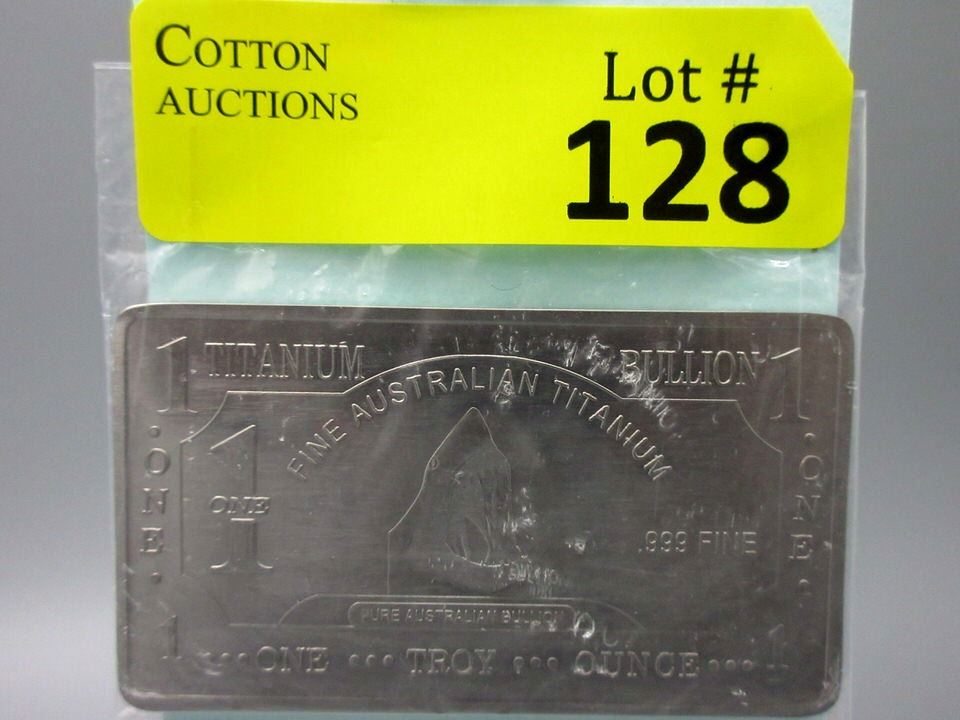 COTTON
AUCTIONS
Lot #
128
1 TITANIUM BULLION 1
FINE AUSTRALIAN TITANIUM
ONE
1
ONE
ONE
.999 FINE
PURE AUSTRALIAN BULLION
1 ••• ONE ••• TROY ••• OUNCE ••• 1